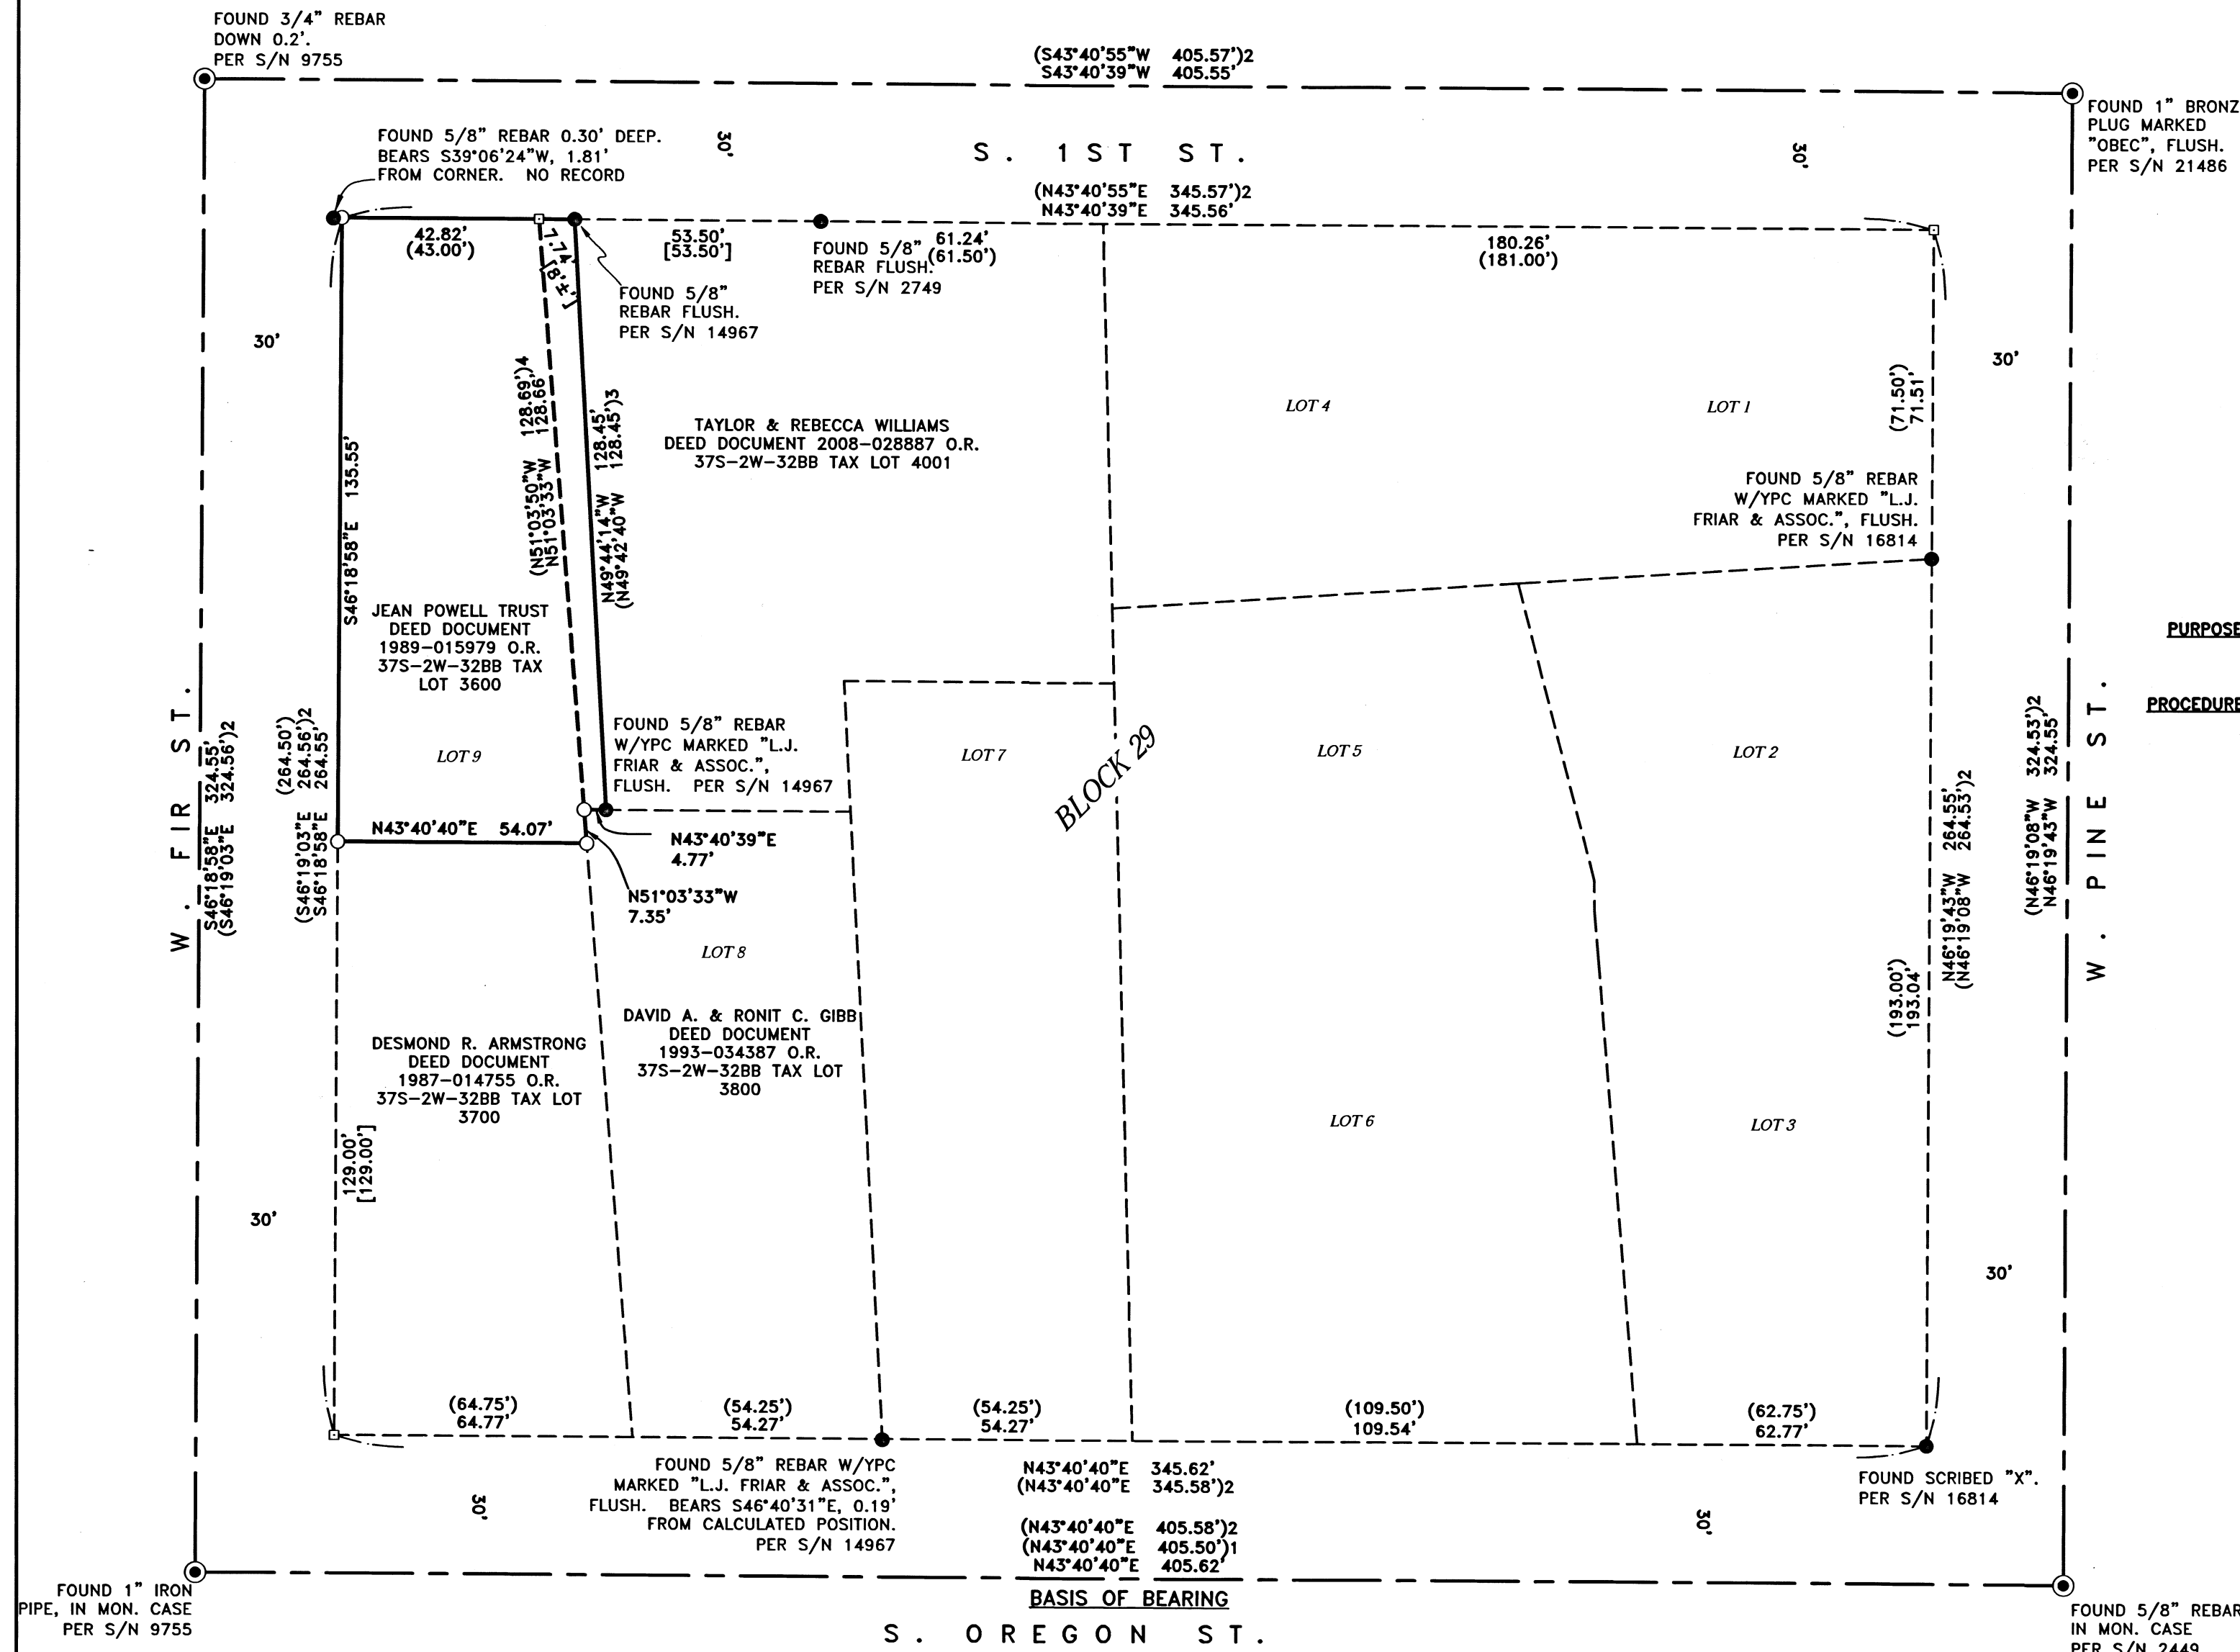 FOUND 3/4" REBAR
DOWN 0.2'.
PER S/N 9755
(S43°40'55"W 405.57')2
S43°40'39"W 405.55'
FOUND 1" BRONZ
PLUG MARKED
"OBEC", FLUSH.
PER S/N 21486
FOUND 5/8" REBAR 0.30' DEEP.
BEARS S39°06'24"W, 1.81'
FROM CORNER. NO RECORD
30'
S. 1ST ST.
30'
(N43°40'55"E 345.57')2
N43°40'39"E 345.56'
42.82'
(43.00')
7.74'
[8'±']
53.50'
[53.50']
FOUND 5/8"
REBAR FLUSH.
PER S/N 2749
61.24'
(61.50')
180.26'
(181.00')
FOUND 5/8"
REBAR FLUSH.
PER S/N 14967
30'
30'
(71.50')
71.51'
S46°18'58"E 135.55'
(N51°03'50"W 128.69')4
N51°03'33"W 128.66'
N49°44'14"W 128.45'
(N49°42'40"W 128.45')3
TAYLOR & REBECCA WILLIAMS
DEED DOCUMENT 2008-028887 O.R.
37S-2W-32BB TAX LOT 4001
LOT 4
LOT 1
FOUND 5/8" REBAR
W/YPC MARKED "L.J.
FRIAR & ASSOC.", FLUSH.
PER S/N 16814
JEAN POWELL TRUST
DEED DOCUMENT
1989-015979 O.R.
37S-2W-32BB TAX
LOT 3600
PURPOSE
PROCEDURE
W. FIR ST.
S46°18'58"E 324.55'
(S46°19'03"E 324.56')2
(264.50')
(S46°19'03"E 264.56')2
S46°18'58"E 264.55'
LOT 9
FOUND 5/8" REBAR
W/YPC MARKED "L.J.
FRIAR & ASSOC.",
FLUSH. PER S/N 14967
LOT 7
BLOCK 29
LOT 5
LOT 2
N46°19'43"W 264.55'
(N46°19'08"W 264.53')2
(N46°19'08"W 324.53')2
N46°19'43"W 324.55'
W. PINE ST.
N43°40'40"E 54.07'
N43°40'39"E
4.77'
N51°03'33"W
7.35'
LOT 8
(193.00')
193.04'
DESMOND R. ARMSTRONG
DEED DOCUMENT
1987-014755 O.R.
37S-2W-32BB TAX LOT
3700
DAVID A. & RONIT C. GIBB
DEED DOCUMENT
1993-034387 O.R.
37S-2W-32BB TAX LOT
3800
LOT 6
LOT 3
129.00'
[129.00']
30'
30'
(64.75')
64.77'
(54.25')
54.27'
(54.25')
54.27'
(109.50')
109.54'
(62.75')
62.77'
FOUND 5/8" REBAR W/YPC
MARKED "L.J. FRIAR & ASSOC.",
FLUSH. BEARS S46°40'31"E, 0.19'
FROM CALCULATED POSITION.
PER S/N 14967
N43°40'40"E 345.62'
(N43°40'40"E 345.58')2
FOUND SCRIBED "X".
PER S/N 16814
30'
30'
(N43°40'40"E 405.58')2
(N43°40'40"E 405.50')1
N43°40'40"E 405.62'
BASIS OF BEARING
S. OREGON ST.
FOUND 1" IRON
PIPE, IN MON. CASE
PER S/N 9755
FOUND 5/8" REBAR
IN MON. CASE
PER S/N 2449